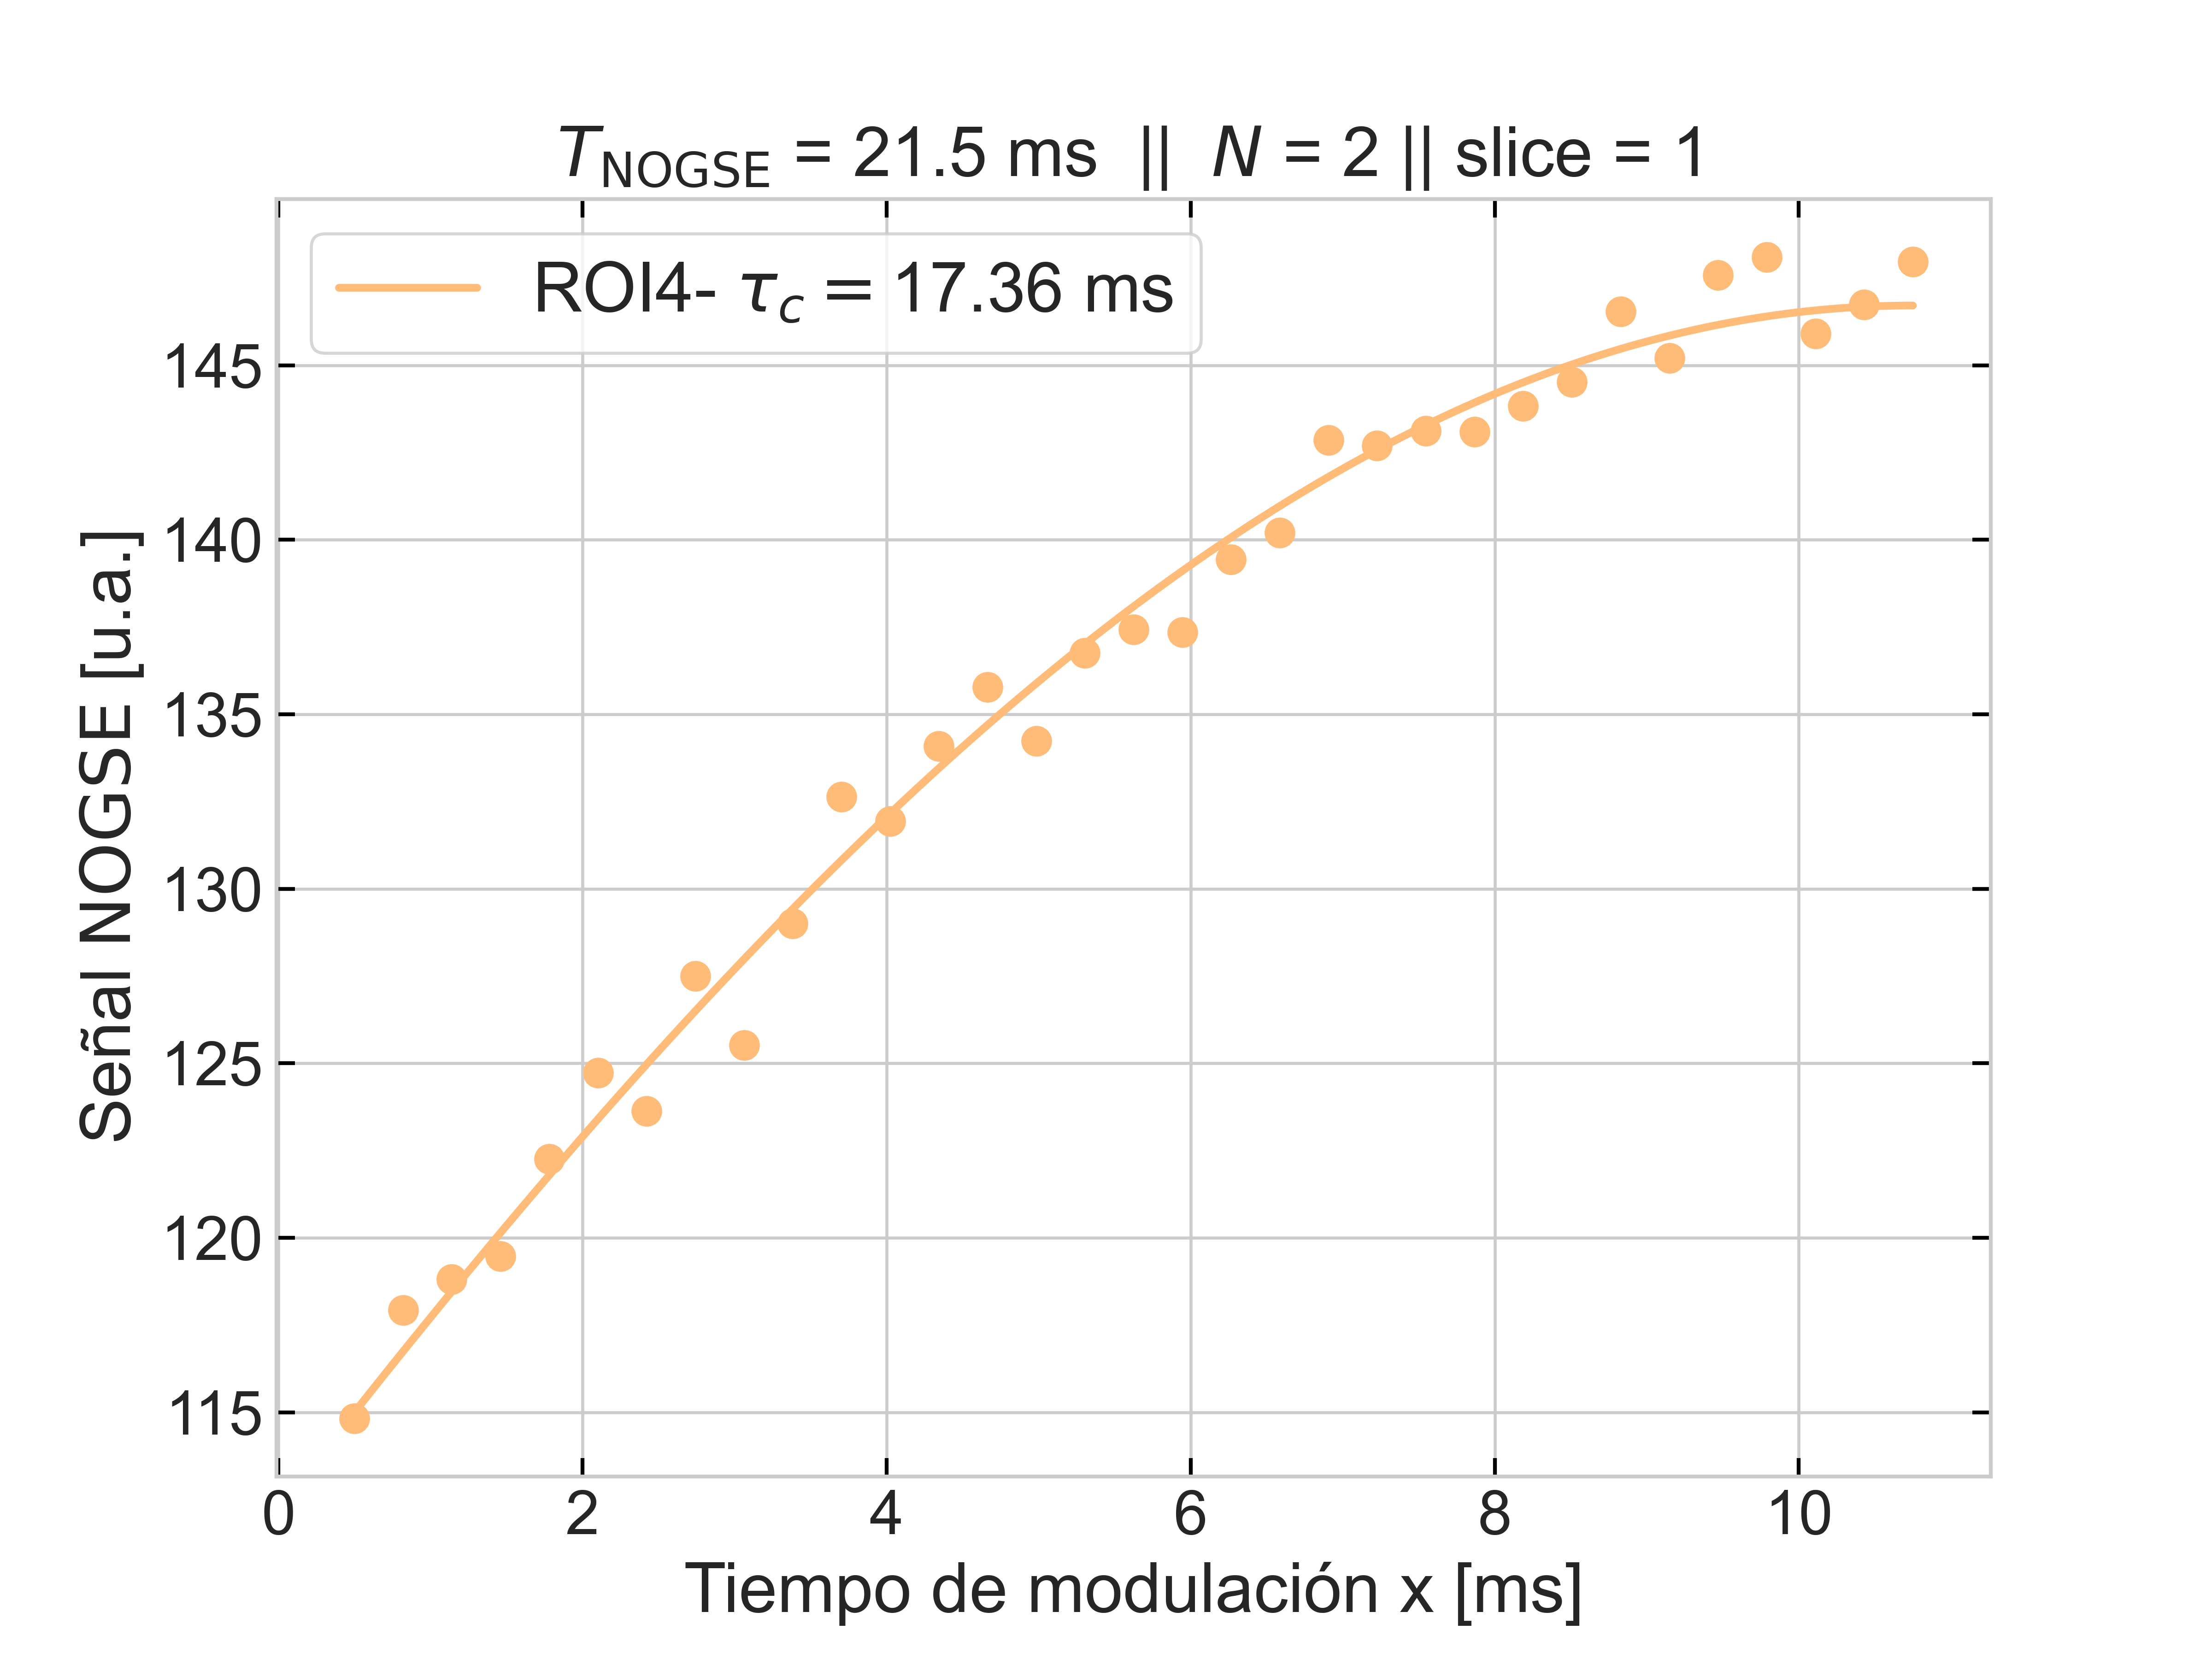 T_NOGSE = 21.5 ms || N = 2 || slice = 1
ROI4- τ_c = 17.36 ms
Señal NOGSE [u.a.]
145
140
135
130
125
120
115
0 2 4 6 8 10
Tiempo de modulación x [ms]